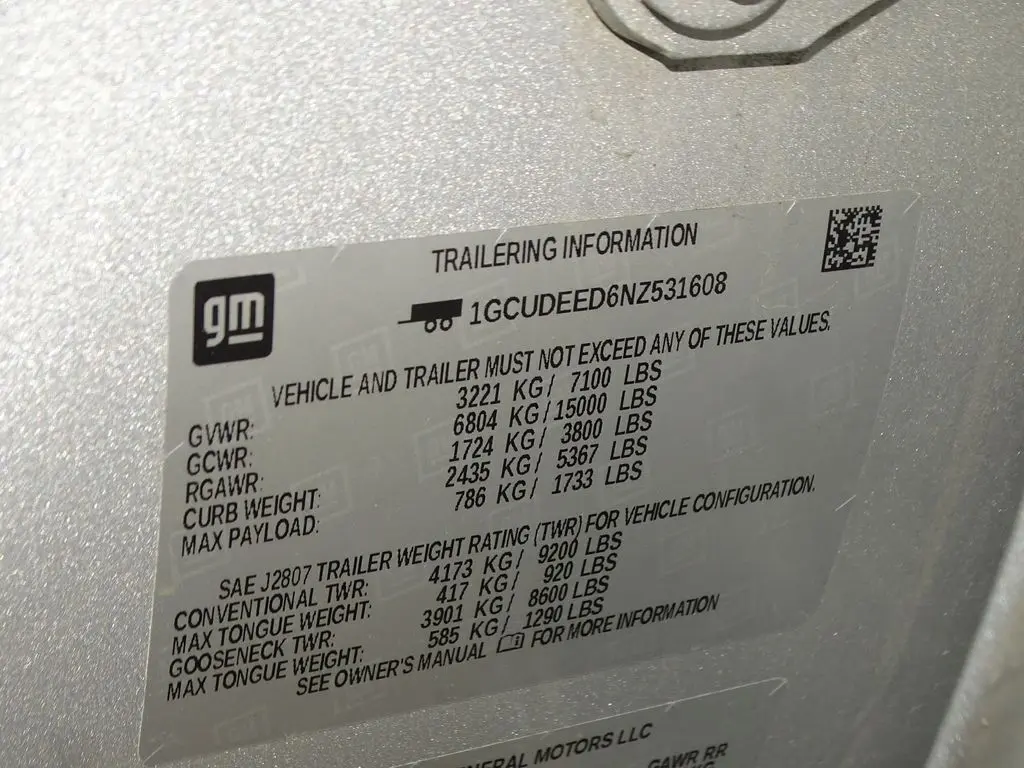 TRAILERING INFORMATION
gm
1GCUDEED6NZ531608
VEHICLE AND TRAILER MUST NOT EXCEED ANY OF THESE VALUES.
GVWR: 3221 KG/ 7100 LBS
GCWR: 6804 KG/ 15000 LBS
RGAWR: 1724 KG/ 3800 LBS
CURB WEIGHT: 2435 KG/ 5367 LBS
MAX PAYLOAD: 786 KG/ 1733 LBS
SAE J2807 TRAILER WEIGHT RATING (TWR) FOR VEHICLE CONFIGURATION.
CONVENTIONAL TWR: 4173 KG/ 9200 LBS
MAX TONGUE WEIGHT: 417 KG/ 920 LBS
GOOSENECK TWR: 3901 KG/ 8600 LBS
MAX TONGUE WEIGHT: 585 KG/ 1290 LBS
SEE OWNER'S MANUAL FOR MORE INFORMATION
MOTORS LLC
GAWR RR